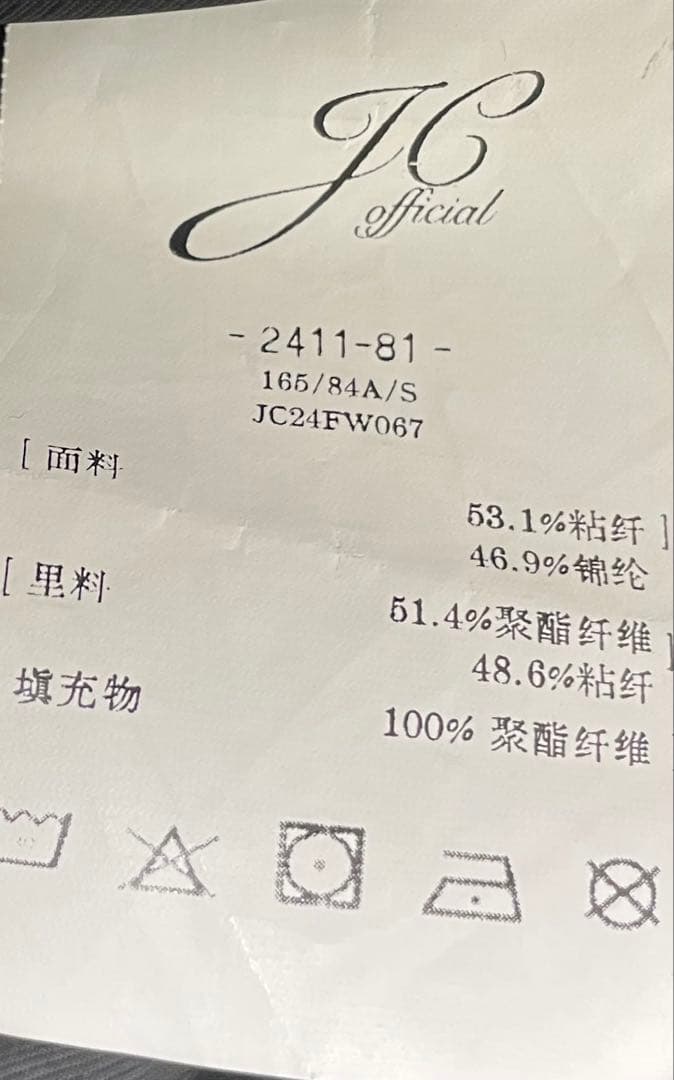 JC
official
- 2411-81 -
165/84A/S
JC24FW067
[ 面料
53.1%粘纤 ]
46.9%锦纶
[ 里料
51.4%聚酯纤维 ]
48.6%粘纤
填充物
100% 聚酯纤维